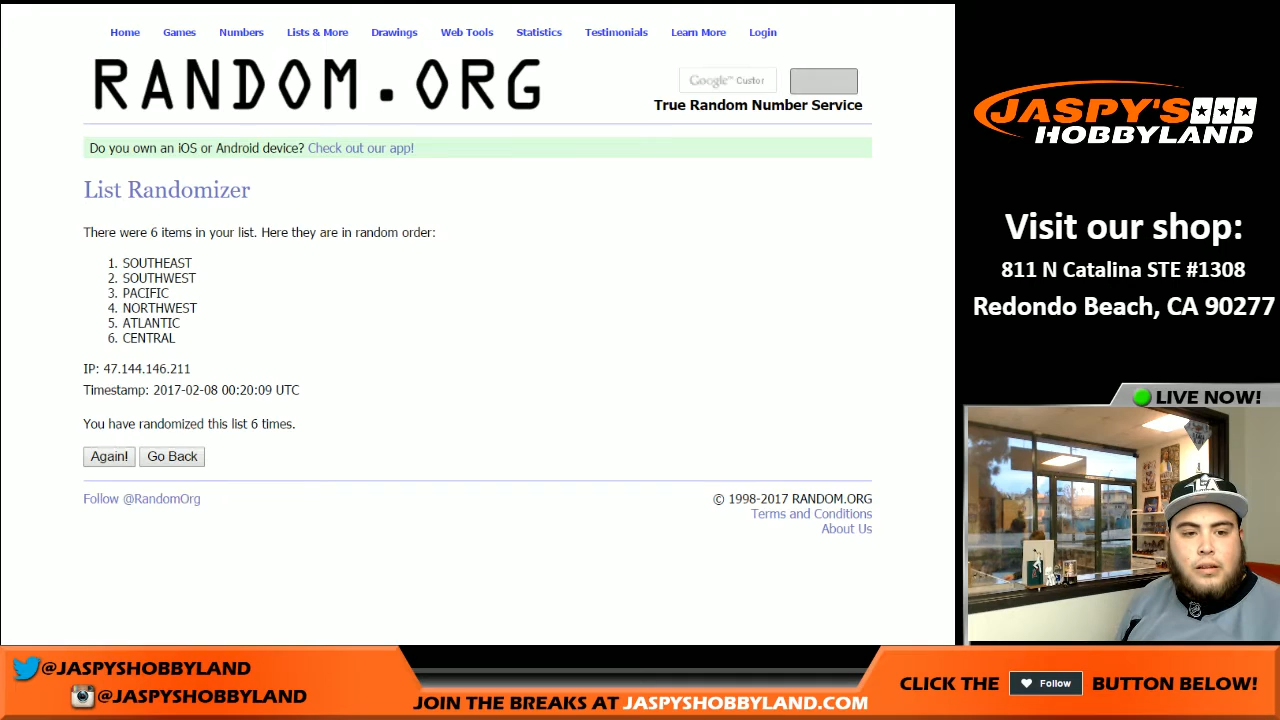 Home Games Numbers Lists & More Drawings Web Tools Statistics Testimonials Learn More Login
RANDOM.ORG
Google™ Custor
True Random Number Service
Do you own an iOS or Android device? Check out our app!
List Randomizer
There were 6 items in your list. Here they are in random order:
1. SOUTHEAST
2. SOUTHWEST
3. PACIFIC
4. NORTHWEST
5. ATLANTIC
6. CENTRAL
IP: 47.144.146.211
Timestamp: 2017-02-08 00:20:09 UTC
You have randomized this list 6 times.
Again! Go Back
Follow @RandomOrg
© 1998-2017 RANDOM.ORG
Terms and Conditions
About Us
JASPY'S
HOBBYLAND
Visit our shop:
811 N Catalina STE #1308
Redondo Beach, CA 90277
LIVE NOW!
LA
@JASPYSHOBBYLAND
@JASPYSHOBBYLAND
JOIN THE BREAKS AT JASPYSHOBBYLAND.COM
CLICK THE Follow BUTTON BELOW!